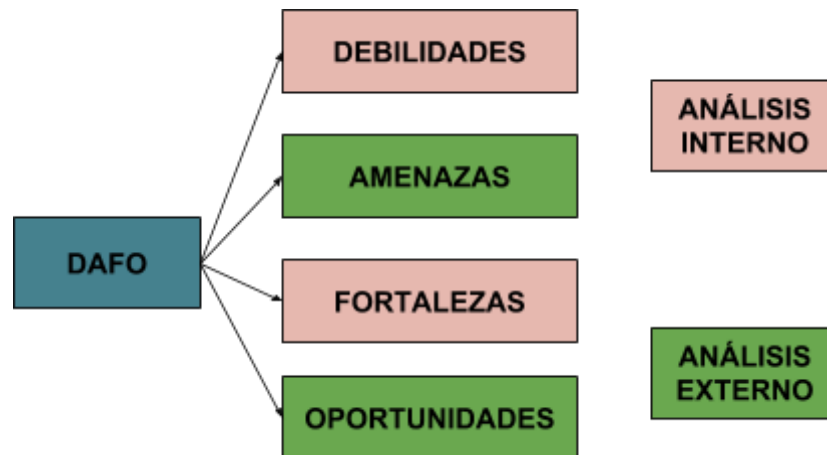 DEBILIDADES
AMENAZAS
DAFO
FORTALEZAS
OPORTUNIDADES
ANÁLISIS
INTERNO
ANÁLISIS
EXTERNO